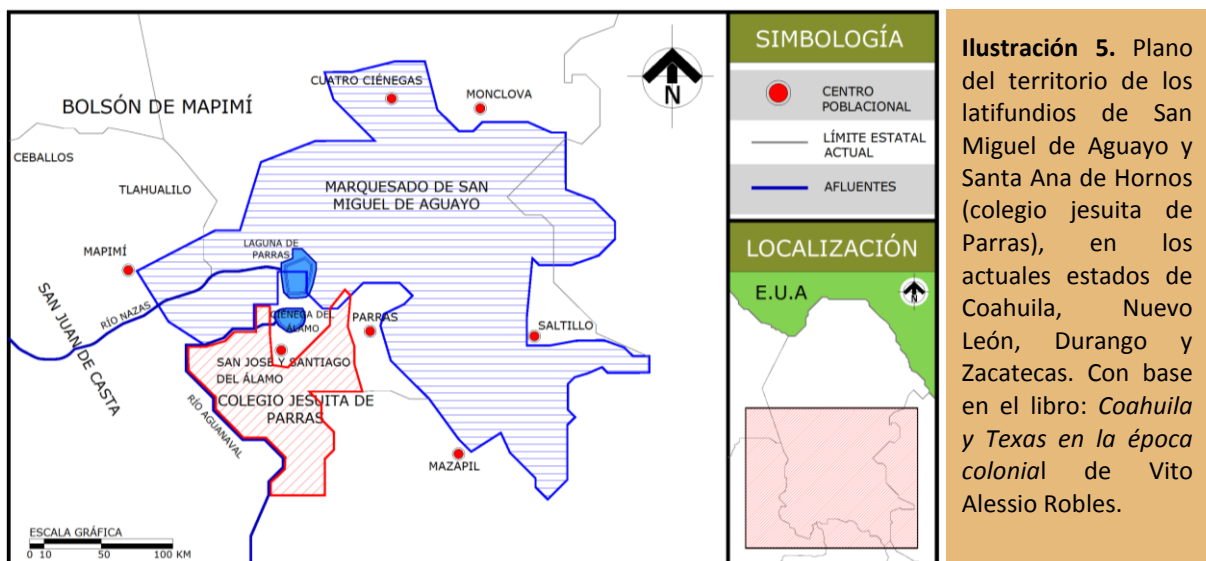 CUATRO CIÉNEGAS
MONCLOVA
BOLSÓN DE MAPIMÍ
N
CEBALLOS
TLAHUALILO
MARQUESADO DE SAN
MIGUEL DE AGUAYO
LAGUNA DE
PARRAS
MAPIMÍ
RÍO NAZAS
SAN JUAN DE CASTA
CIÉNEGA DEL
ÁLAMO
PARRAS
SALTILLO
SAN JOSE Y SANTIAGO
DEL ÁLAMO
COLEGIO JESUITA DE
PARRAS
RÍO AGUANAVAL
MAZAPIL
ESCALA GRÁFICA
0 10 50 100 KM
SIMBOLOGÍA
CENTRO
POBLACIONAL
LÍMITE ESTATAL
ACTUAL
AFLUENTES
LOCALIZACIÓN
E.U.A
N
Ilustración 5. Plano
del territorio de los
latifundios de San
Miguel de Aguayo y
Santa Ana de Hornos
(colegio jesuita de
Parras), en los
actuales estados de
Coahuila, Nuevo
León, Durango y
Zacatecas. Con base
en el libro: Coahuila
y Texas en la época
colonial de Vito
Alessio Robles.